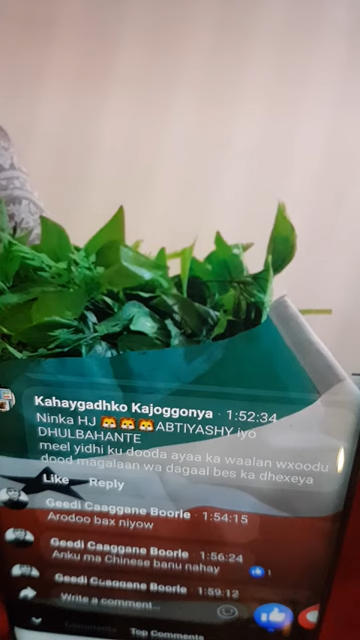 Kahaygadhko Kajoggonya · 1:52:34
Ninka HJ 🐯🐯🐯ABTIYASHY iyo
DHULBAHANTE
meel yidhi ku dooda ayaa ka waalan wxoodu
dood magalaan wa dagaal bes ka dhexeya
Like Reply
Geedi Caaggane Boorle · 1:54:15
Arodoo bax niyow
Geedi Caaggane Boorle · 1:56:24
Anku ma Chinese banu nahay
1
Geedi Caaggane Boorle · 1:59:12
Write a comment...
Comments Top Comments